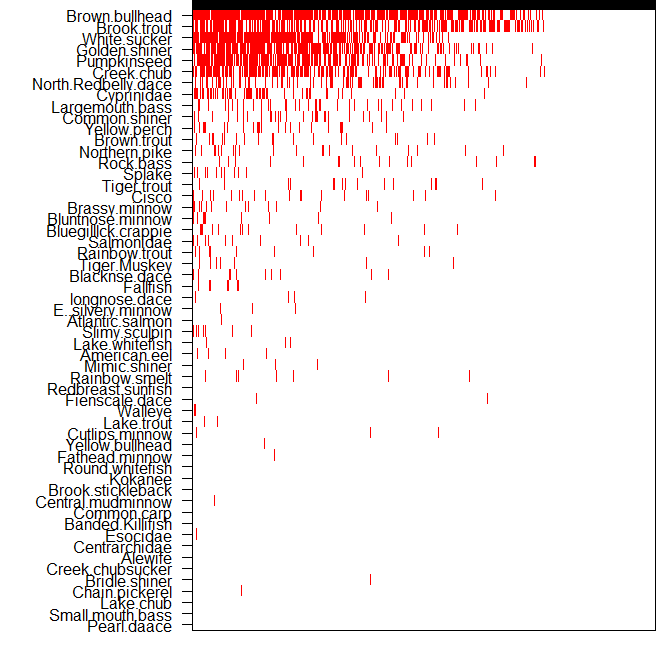 Brown.bullhead
Brook.trout
White.sucker
Golden.shiner
Pumpkinseed
Creek.chub
North.Redbelly.dace
Cyprinidae
Largemouth.bass
Common.shiner
Yellow.perch
Brown.trout
Northern.pike
Rock.bass
Splake
Tiger.trout
Cisco
Brassy.minnow
Bluntnose.minnow
Bluegillck.crappie
Salmonidae
Rainbow.trout
Tiger.Muskey
Blacknse.dace
Fallfish
longnose.dace
E..silvery.minnow
Atlantic.salmon
Slimy.sculpin
Lake.whitefish
American.eel
Mimic.shiner
Rainbow.smelt
Redbreast.sunfish
Fienscale.dace
Walleye
Lake.trout
Cutlips.minnow
Yellow.bullhead
Fathead.minnow
Round.whitefish
Kokanee
Brook.stickleback
Central.mudminnow
Common.carp
Banded.Killifish
Esocidae
Centrarchidae
Alewife
Creek.chubsucker
Bridle.shiner
Chain.pickerel
Lake.chub
Small.mouth.bass
Pearl.daace